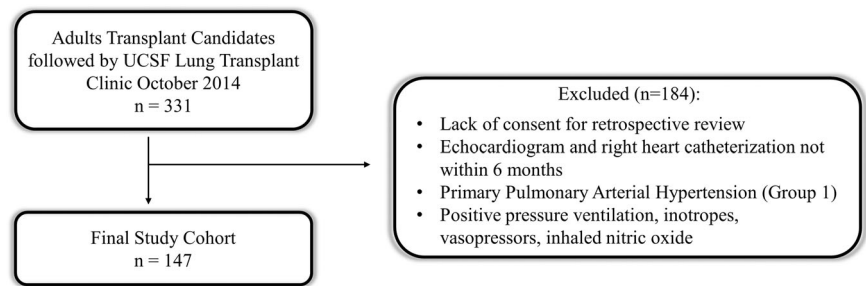 Adults Transplant Candidates
followed by UCSF Lung Transplant
Clinic October 2014
n = 331
Excluded (n=184):
• Lack of consent for retrospective review
• Echocardiogram and right heart catheterization not
within 6 months
• Primary Pulmonary Arterial Hypertension (Group 1)
• Positive pressure ventilation, inotropes,
vasopressors, inhaled nitric oxide
Final Study Cohort
n = 147